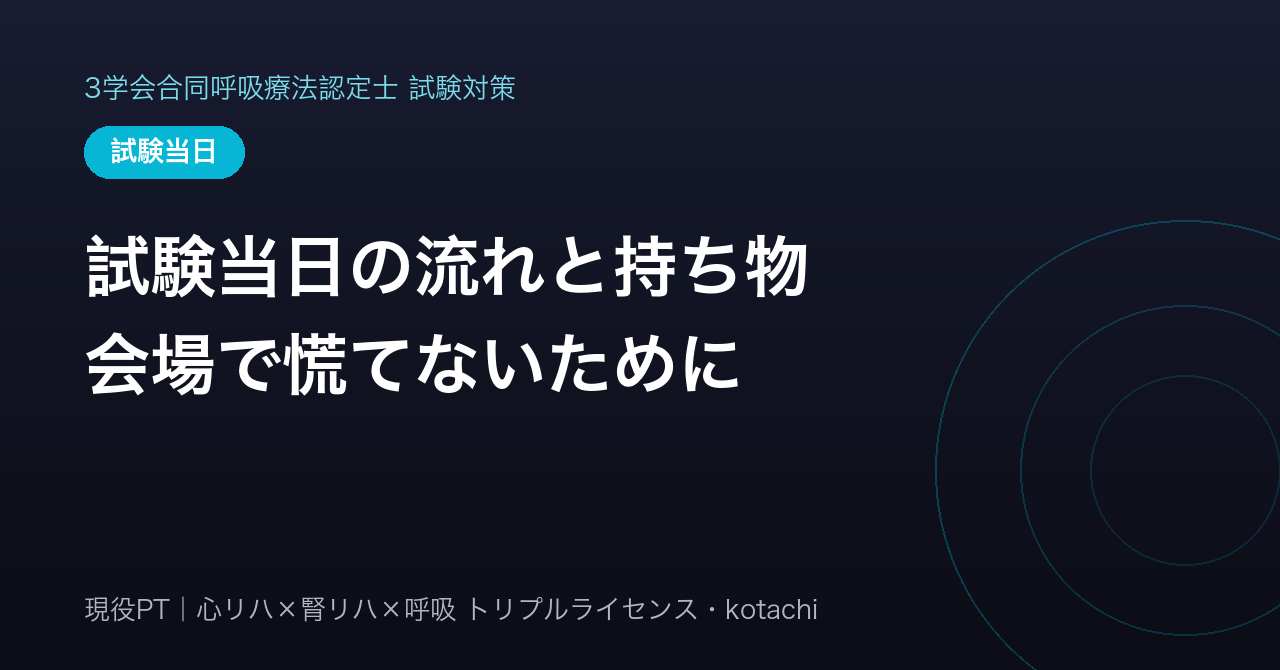 3学会合同呼吸療法認定士 試験対策
試験当日
試験当日の流れと持ち物
会場で慌てないために
現役PT｜心リハ×腎リハ×呼吸 トリプルライセンス・kotachi